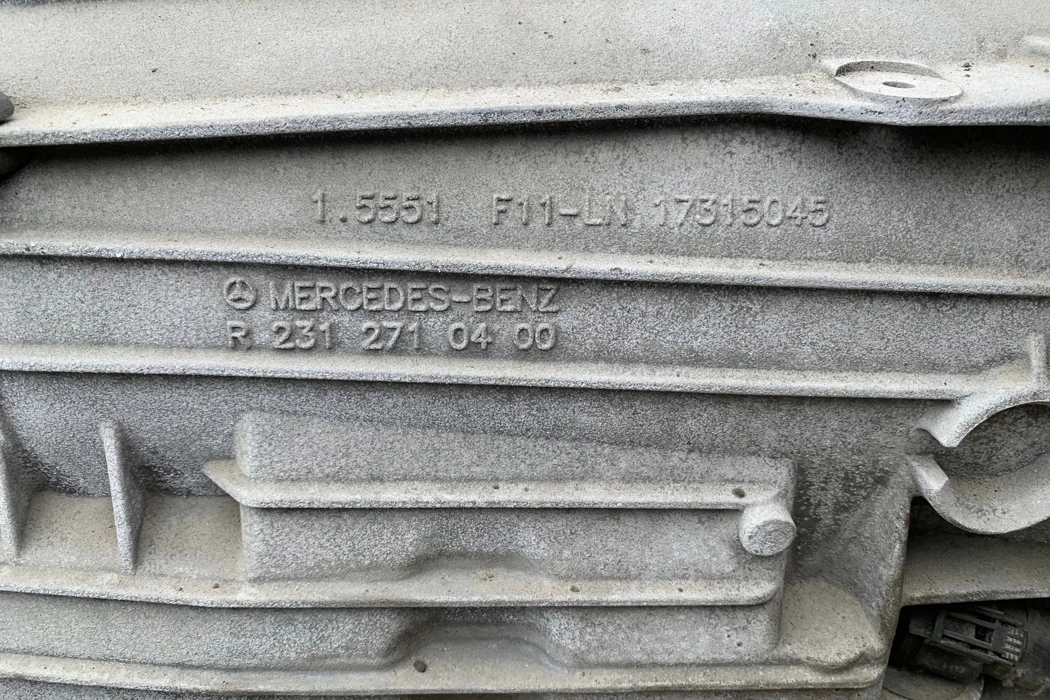 1.5551 F11-LN 17315045
MERCEDES-BENZ
R 231 271 04 00